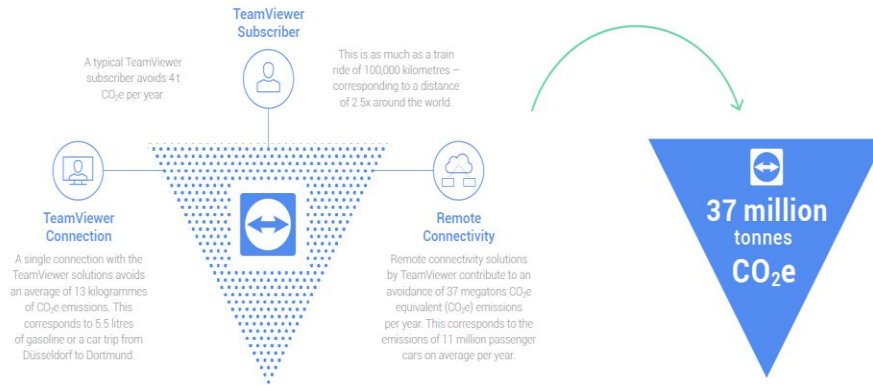 TeamViewer
Subscriber
A typical TeamViewer
subscriber avoids 4 t
CO₂e per year.
This is as much as a train
ride of 100,000 kilometres –
corresponding to a distance
of 2.5x around the world.
TeamViewer
Connection
A single connection with the
TeamViewer solutions avoids
an average of 13 kilogrammes
of CO₂e emissions. This
corresponds to 5.5 litres
of gasoline or a car trip from
Düsseldorf to Dortmund.
Remote
Connectivity
Remote connectivity solutions
by TeamViewer contribute to an
avoidance of 37 megatons CO₂e
equivalent (CO₂e) emissions
per year. This corresponds to the
emissions of 11 million passenger
cars on average per year.
37 million
tonnes
CO₂e